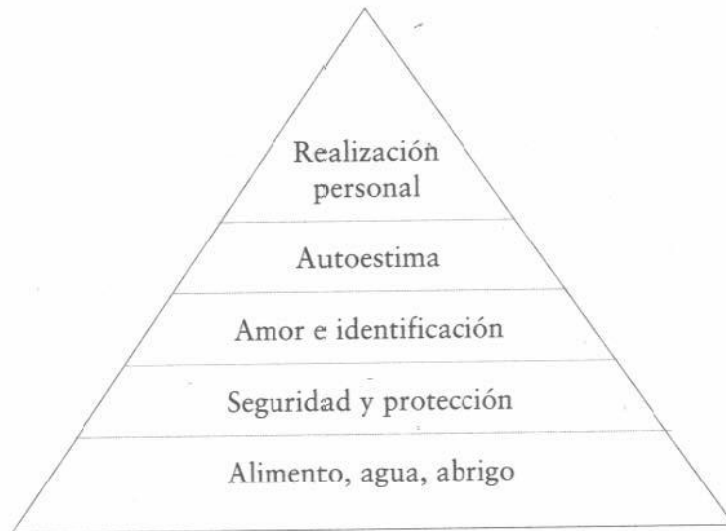 Realización
personal
Autoestima
Amor e identificación
Seguridad y protección
Alimento, agua, abrigo